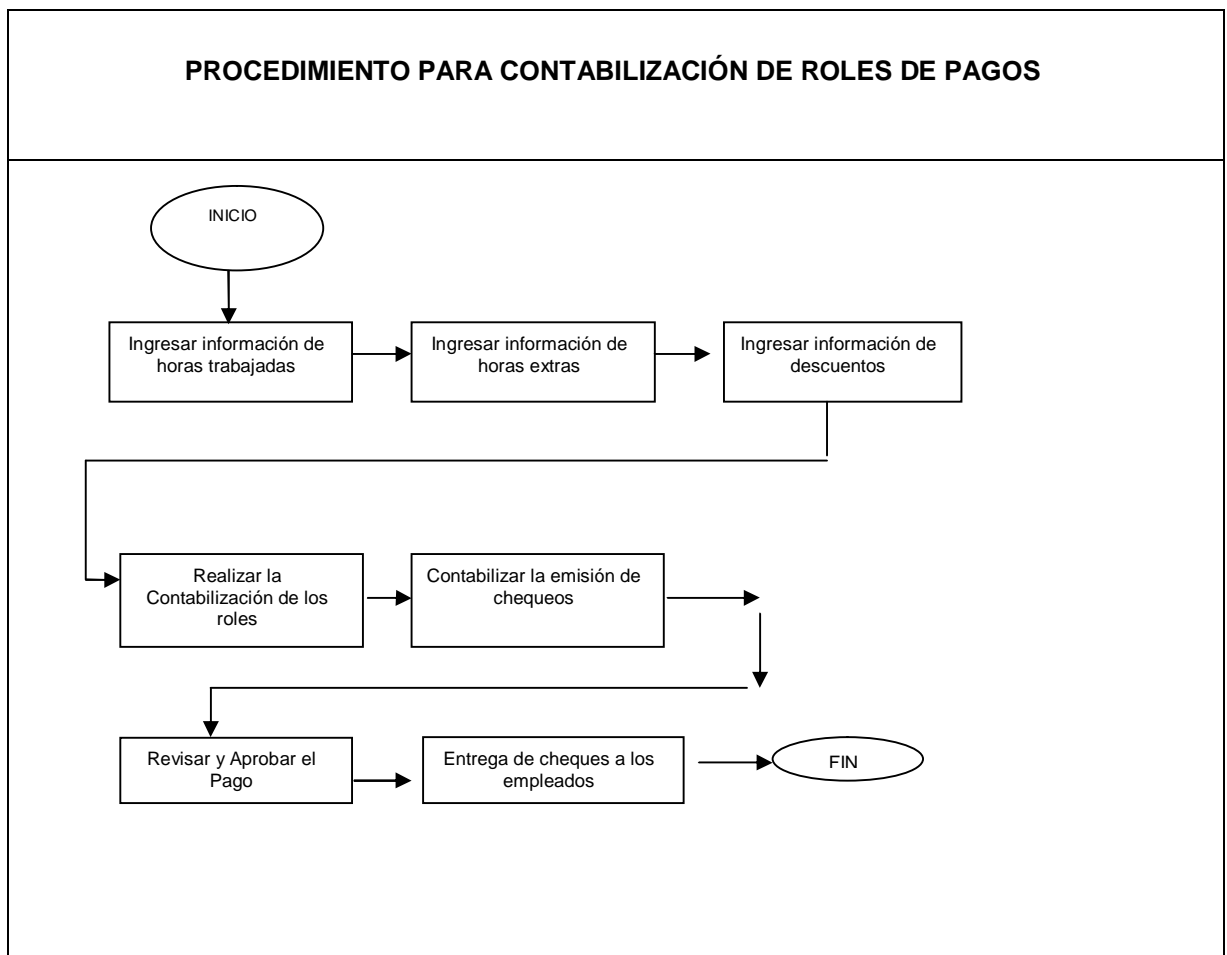 PROCEDIMIENTO PARA CONTABILIZACIÓN DE ROLES DE PAGOS
INICIO
Ingresar información de
horas trabajadas
Ingresar información de
horas extras
Ingresar información de
descuentos
Realizar la
Contabilización de los
roles
Contabilizar la emisión de
chequeos
Revisar y Aprobar el
Pago
Entrega de cheques a los
empleados
FIN